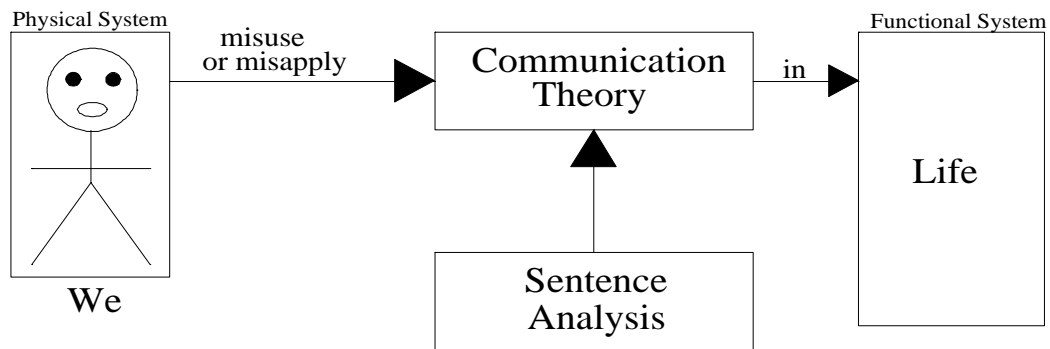 Physical System
Functional System
misuse
or misapply
Communication
Theory
in
Life
We
Sentence
Analysis